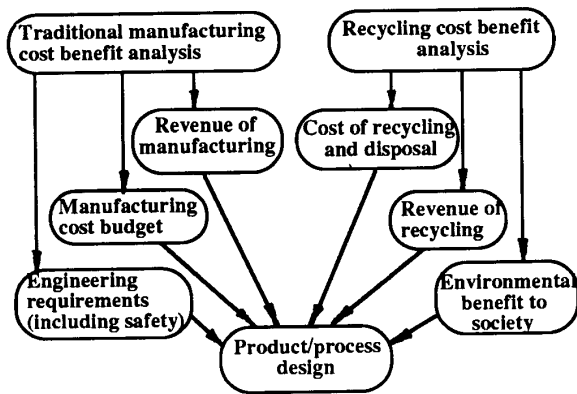 Traditional manufacturing
cost benefit analysis
Recycling cost benefit
analysis
Revenue of
manufacturing
Cost of recycling
and disposal
Manufacturing
cost budget
Revenue of
recycling
Engineering
requirements
(including safety)
Environmental
benefit to
society
Product/process
design